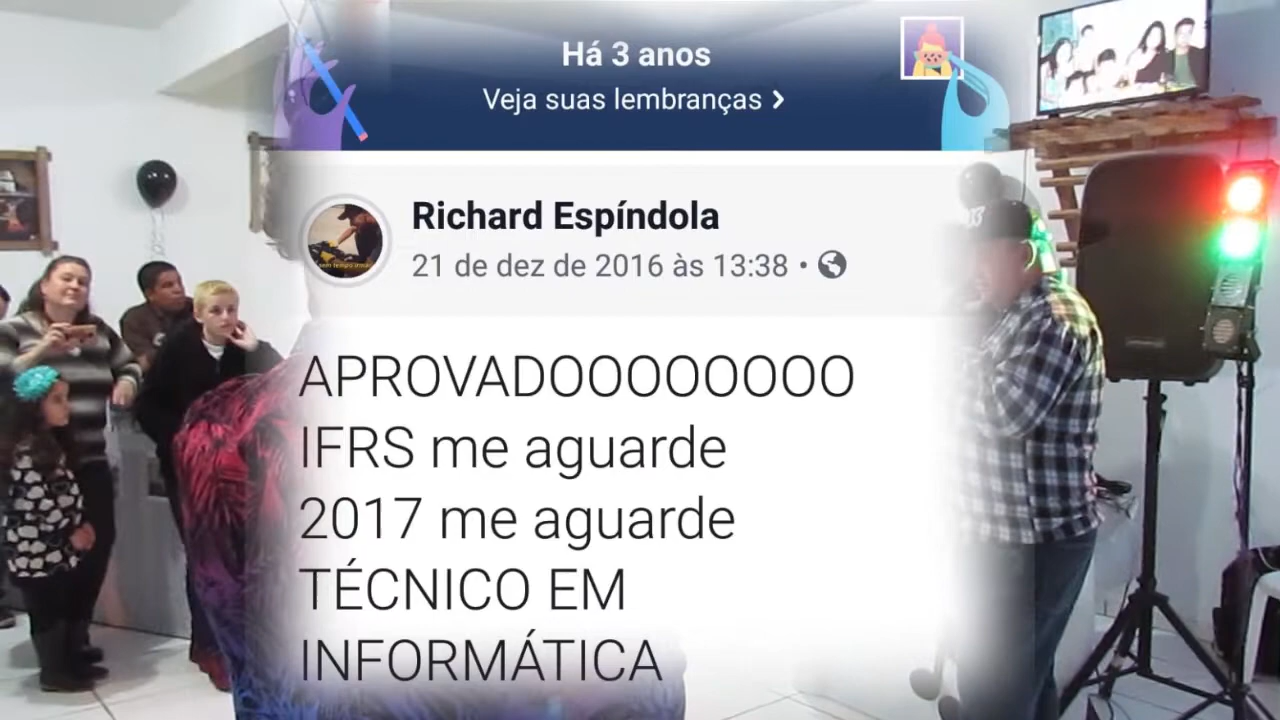 Há 3 anos
Veja suas lembranças
Richard Espíndola
21 de dez de 2016 às 13:38 •
APROVADOOOOOOOO
IFRS me aguarde
2017 me aguarde
TÉCNICO EM
INFORMÁTICA